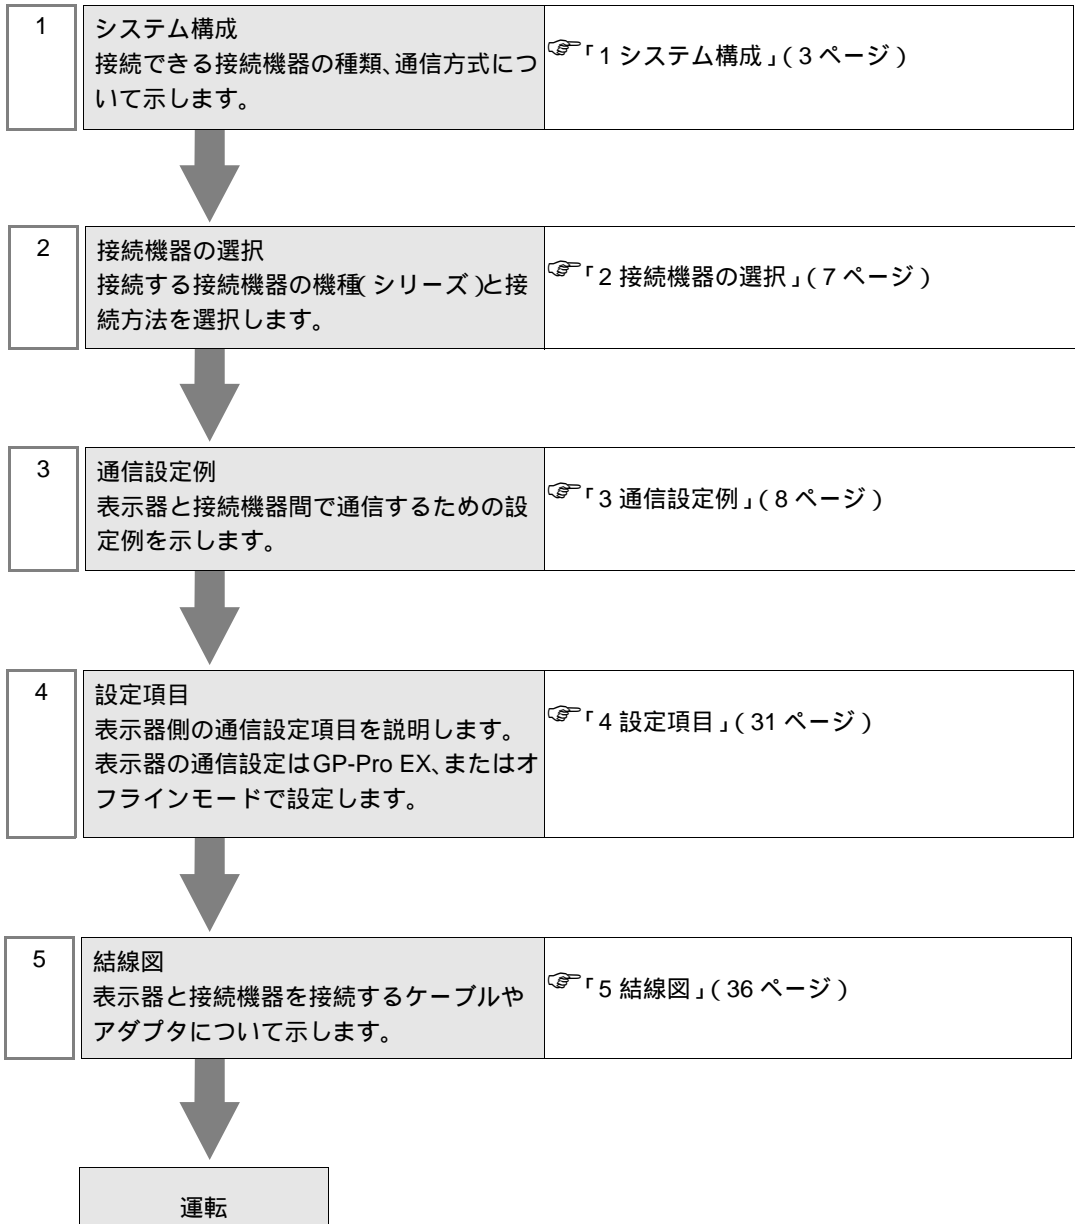 1
システム構成
接続できる接続機器の種類、通信方式につ
いて示します。
☞「1 システム構成」(3 ページ)
2
接続機器の選択
接続する接続機器の機種(シリーズ)と接
続方法を選択します。
☞「2 接続機器の選択」(7 ページ)
3
通信設定例
表示器と接続機器間で通信するための設
定例を示します。
☞「3 通信設定例」(8 ページ)
4
設定項目
表示器側の通信設定項目を説明します。
表示器の通信設定はGP-Pro EX、またはオ
フラインモードで設定します。
☞「4 設定項目」(31 ページ)
5
結線図
表示器と接続機器を接続するケーブルや
アダプタについて示します。
☞「5 結線図」(36 ページ)
運転